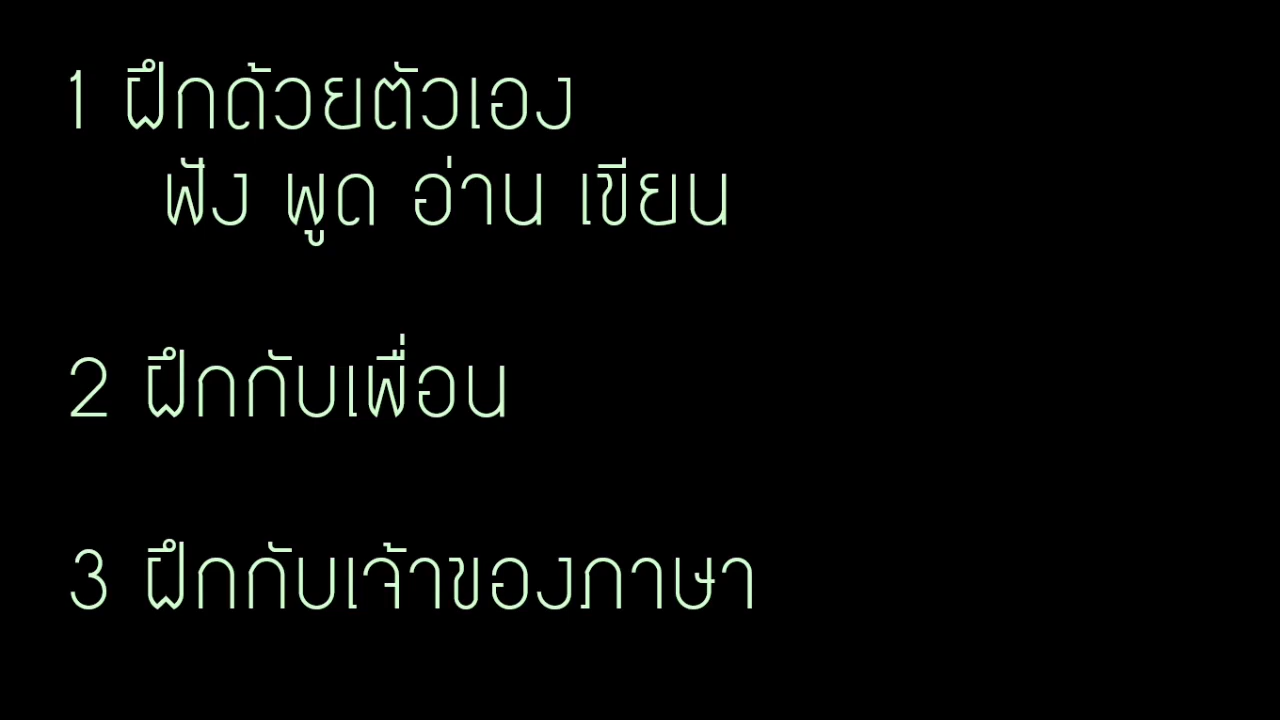 1 ฝึกด้วยตัวเอง
ฟัง พูด อ่าน เขียน
2 ฝึกกับเพื่อน
3 ฝึกกับเจ้าของภาษา